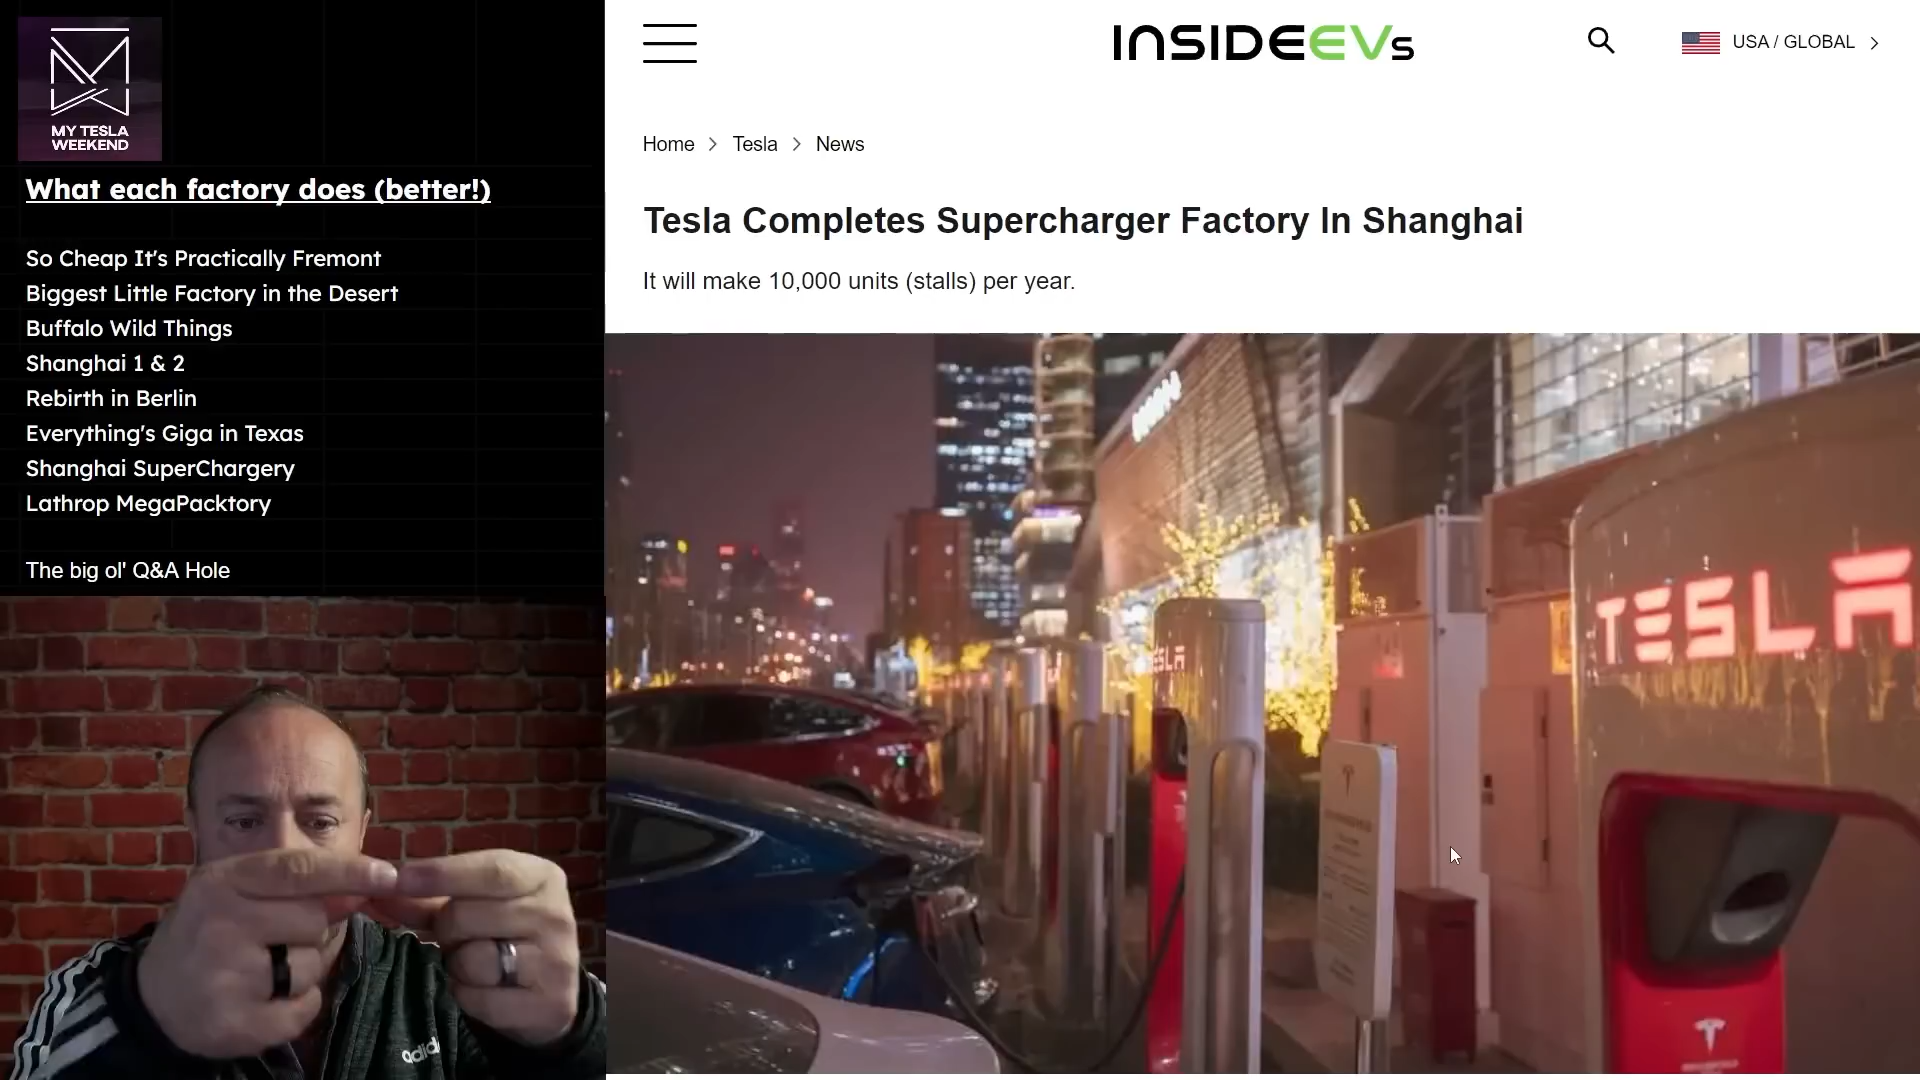 MY TESLA
WEEKEND
What each factory does (better!)
So Cheap It's Practically Fremont
Biggest Little Factory in the Desert
Buffalo Wild Things
Shanghai 1 & 2
Rebirth in Berlin
Everything's Giga in Texas
Shanghai SuperChargery
Lathrop MegaPacktory
The big ol' Q&A Hole
INSIDEEVs
USA / GLOBAL
Home > Tesla > News
Tesla Completes Supercharger Factory In Shanghai
It will make 10,000 units (stalls) per year.
TESLA
TESLA
adidas